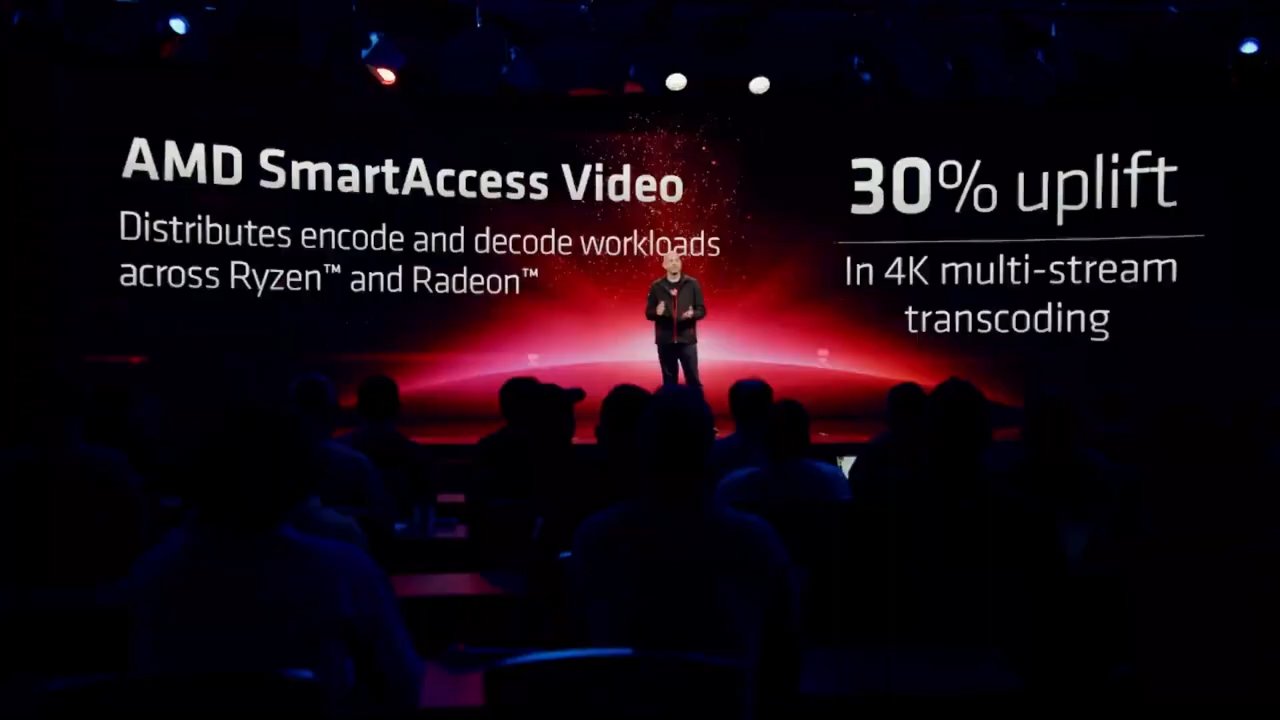 AMD SmartAccess Video
Distributes encode and decode workloads
across Ryzen™ and Radeon™
30% uplift
In 4K multi-stream
transcoding